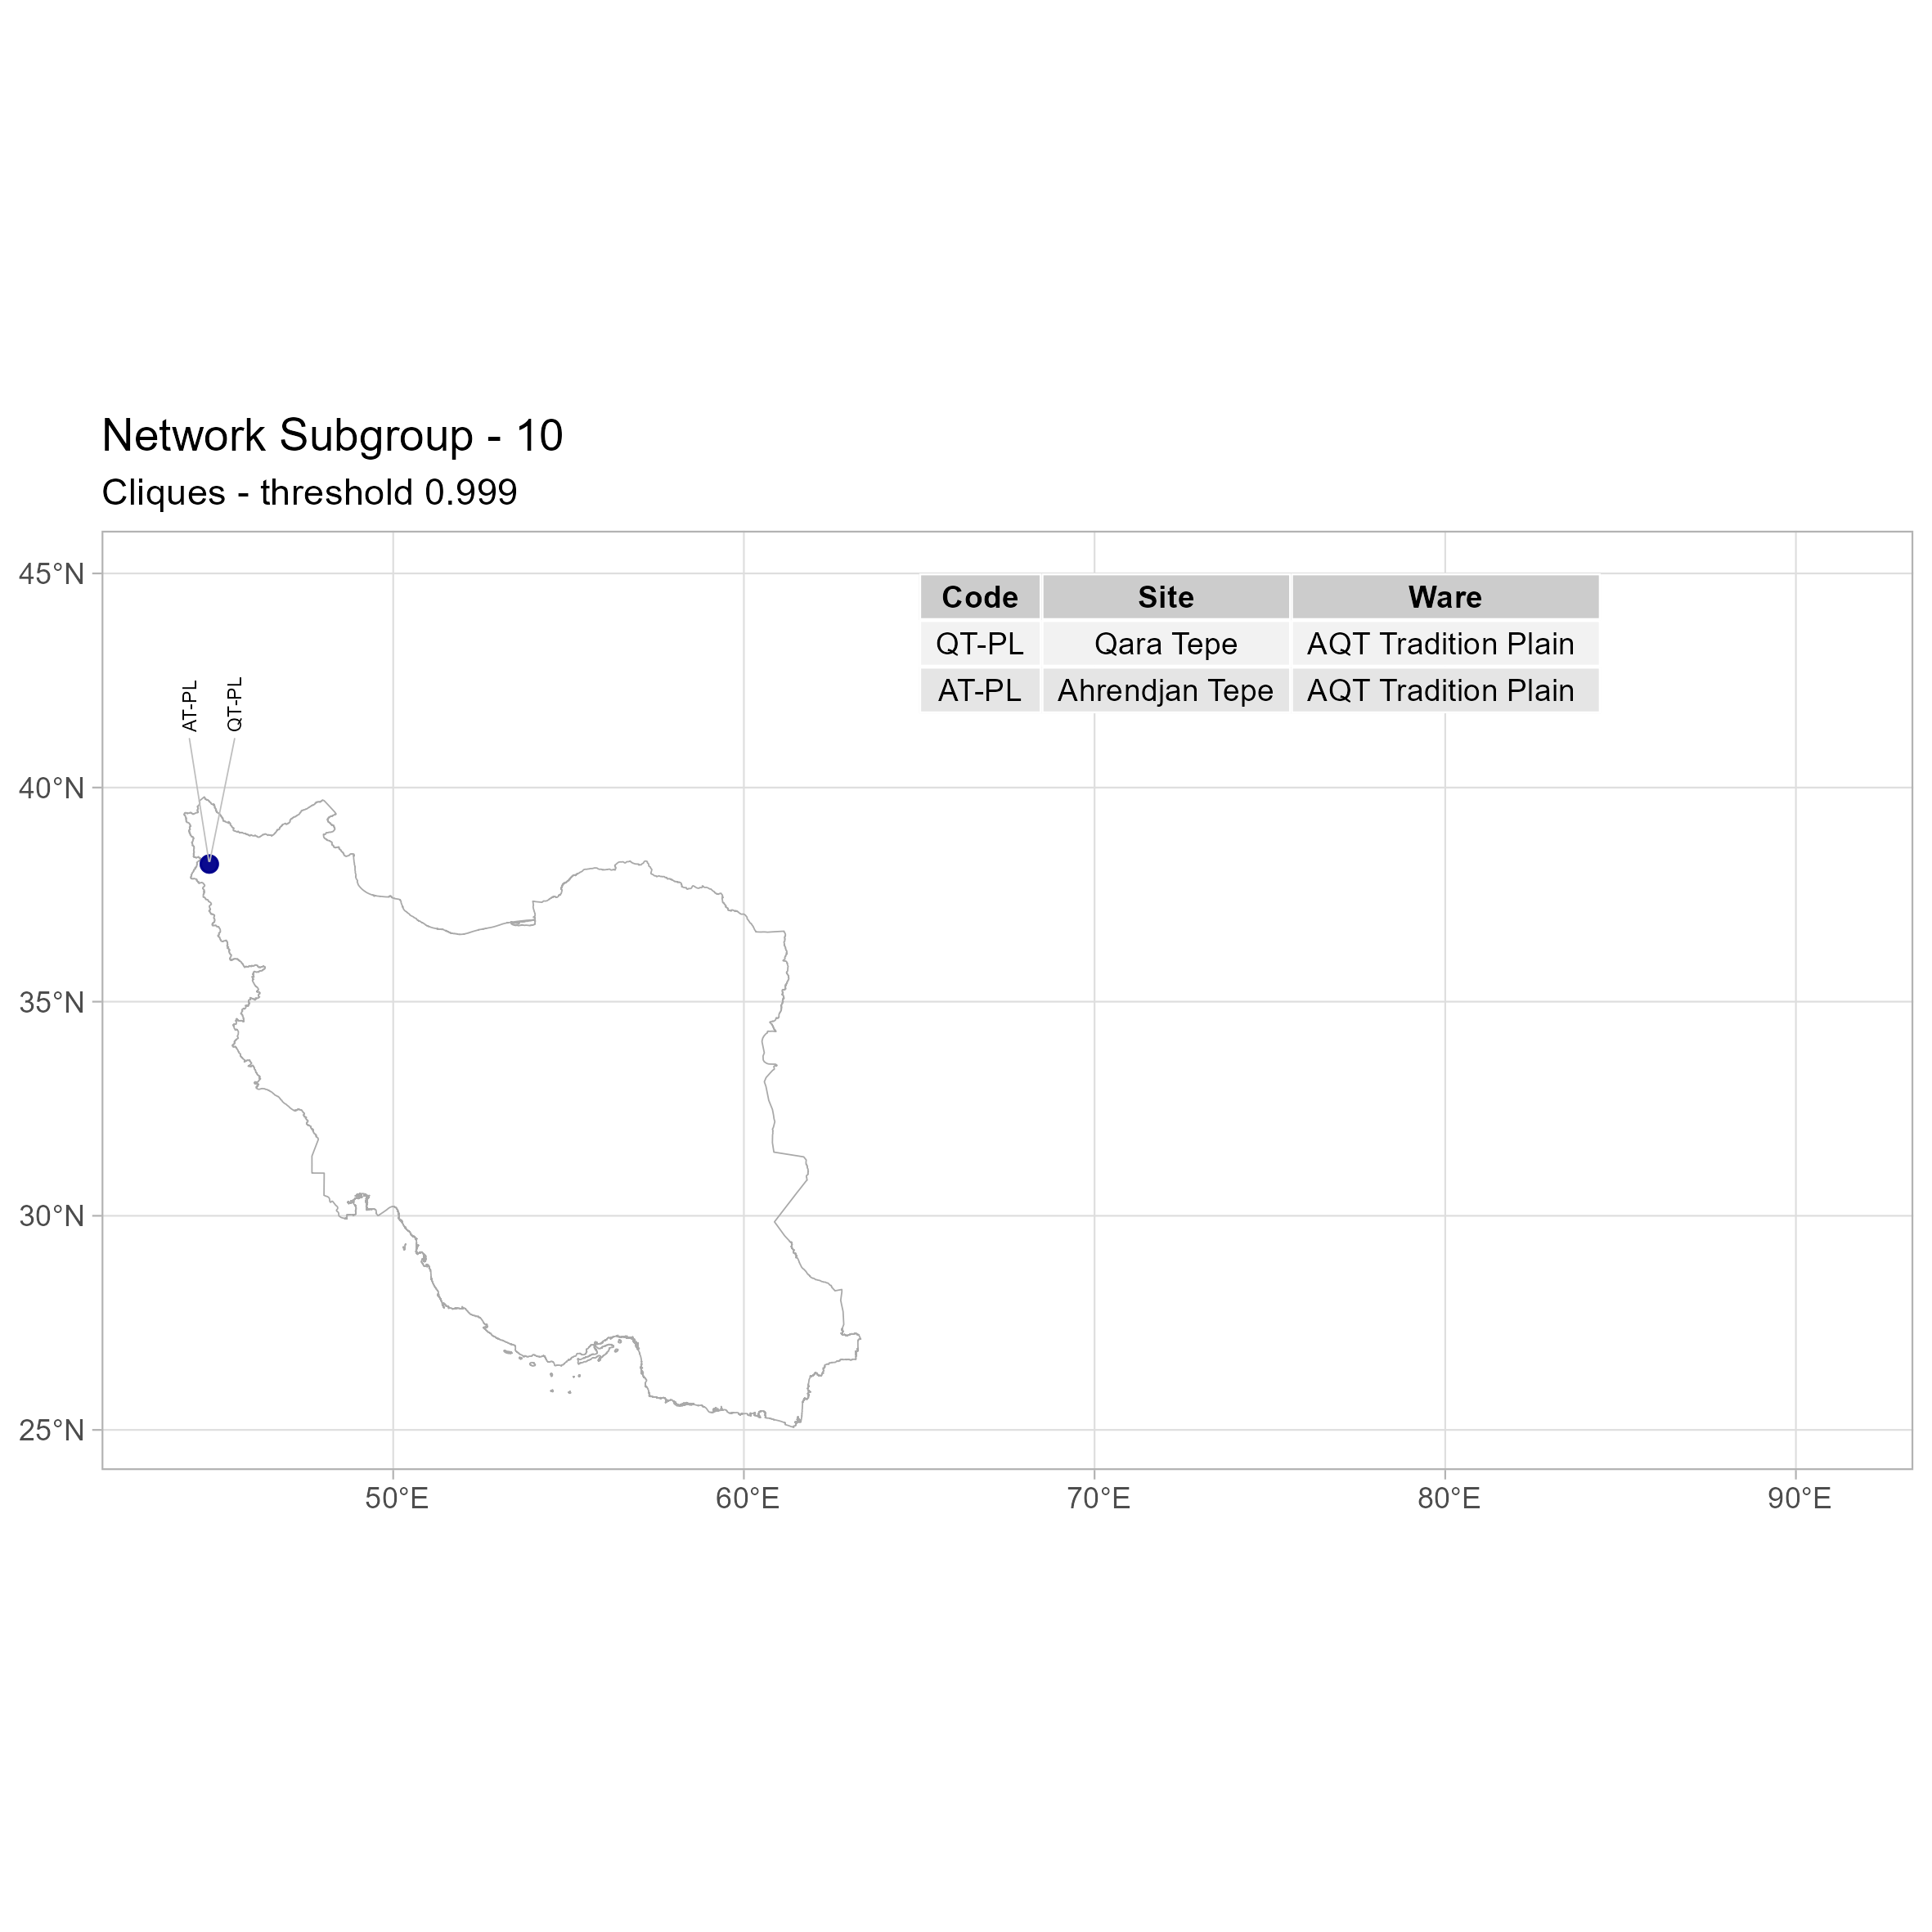 Network Subgroup - 10
Cliques - threshold 0.999
45°N
40°N
35°N
30°N
25°N
Code Site Ware
QT-PL Qara Tepe AQT Tradition Plain
AT-PL Ahrendjan Tepe AQT Tradition Plain
AT-PL
QT-PL
50°E 60°E 70°E 80°E 90°E